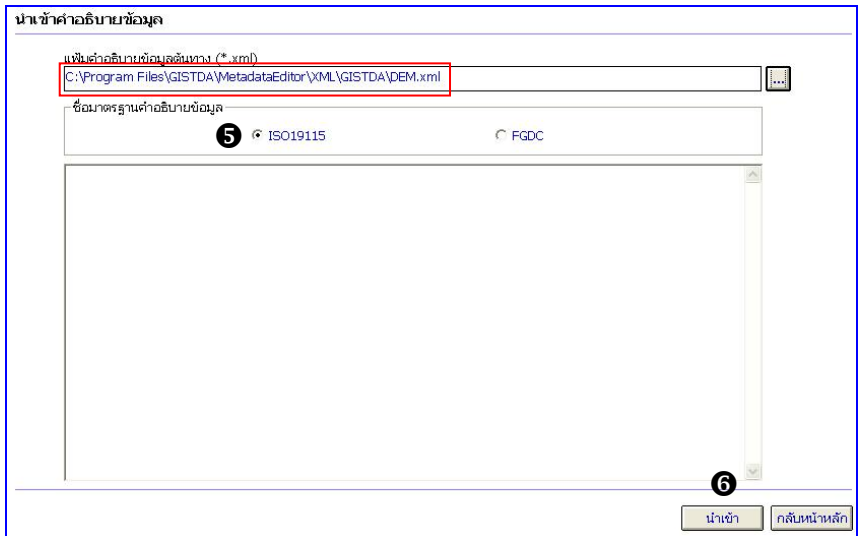 นำเข้าคำอธิบายข้อมูล
แฟ้มคำอธิบายข้อมูลต้นทาง (*.xml)
C:\Program Files\GISTDA\MetadataEditor\XML\GISTDA\DEM.xml
...
ชื่อมาตรฐานคำอธิบายข้อมูล
5 ISO19115 FGDC
6
นำเข้า กลับหน้าหลัก